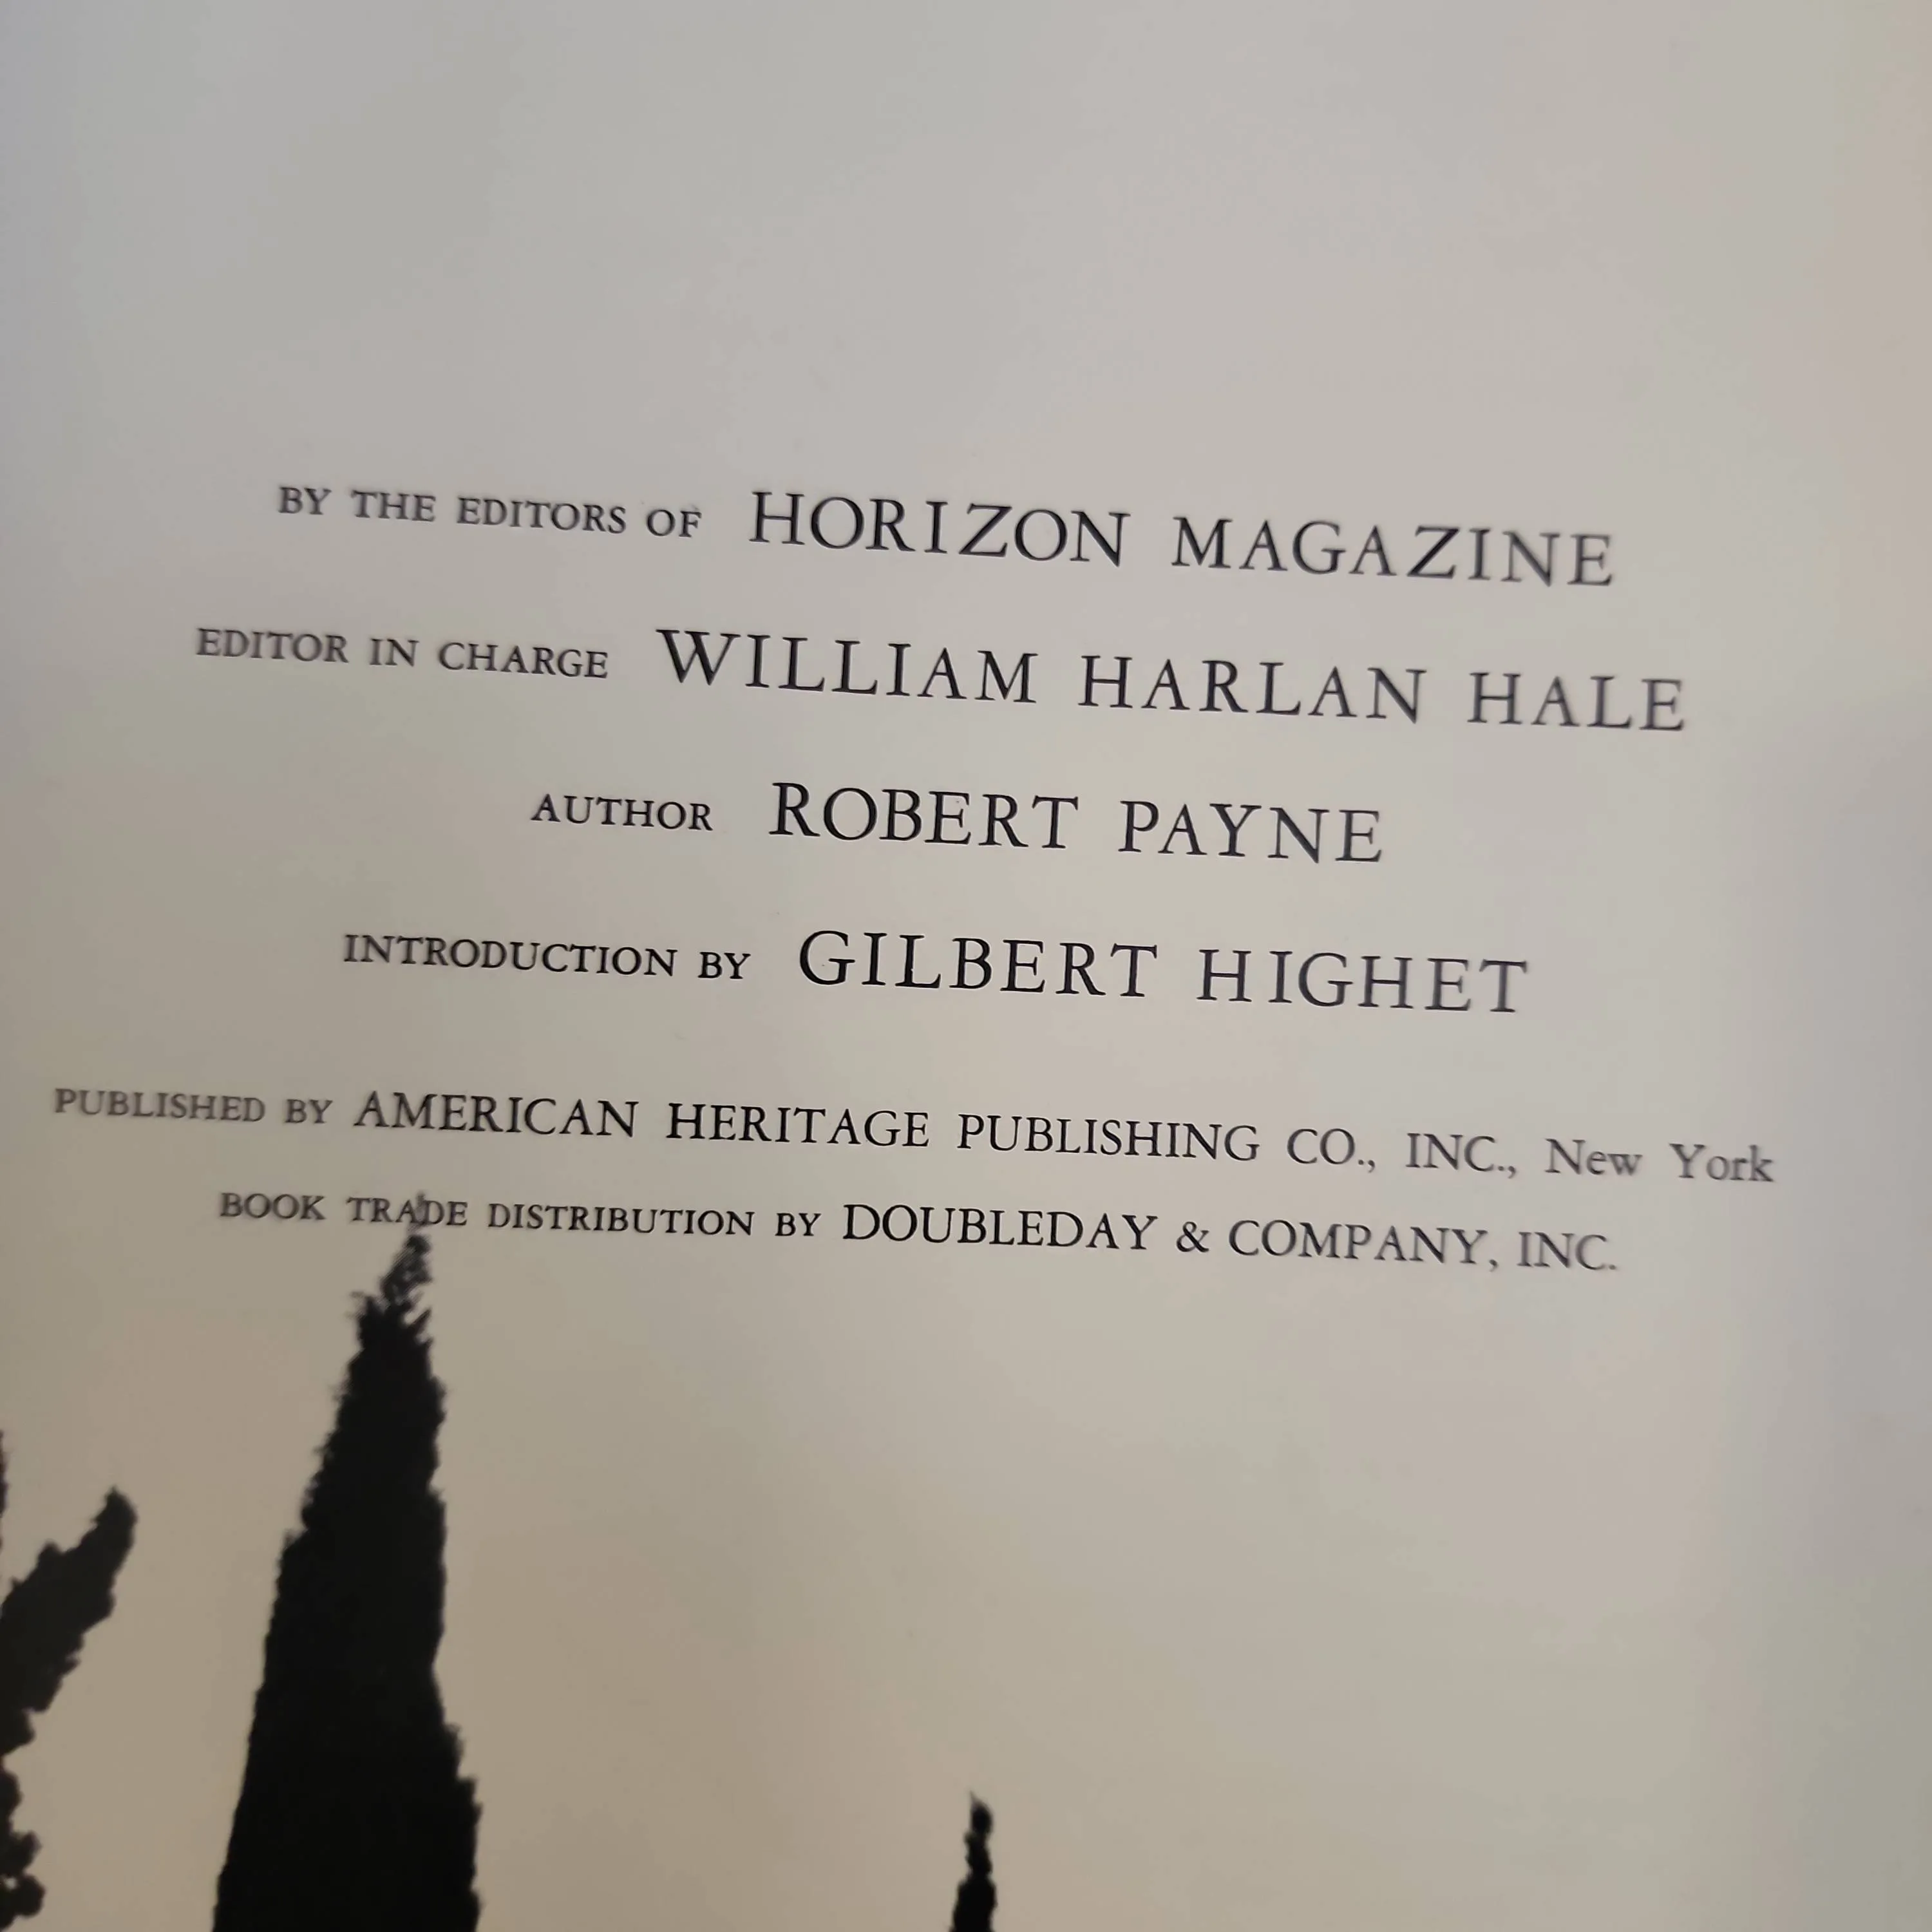 BY THE EDITORS OF HORIZON MAGAZINE
EDITOR IN CHARGE WILLIAM HARLAN HALE
AUTHOR ROBERT PAYNE
INTRODUCTION BY GILBERT HIGHET
PUBLISHED BY AMERICAN HERITAGE PUBLISHING CO., INC., New York
BOOK TRADE DISTRIBUTION BY DOUBLEDAY & COMPANY, INC.